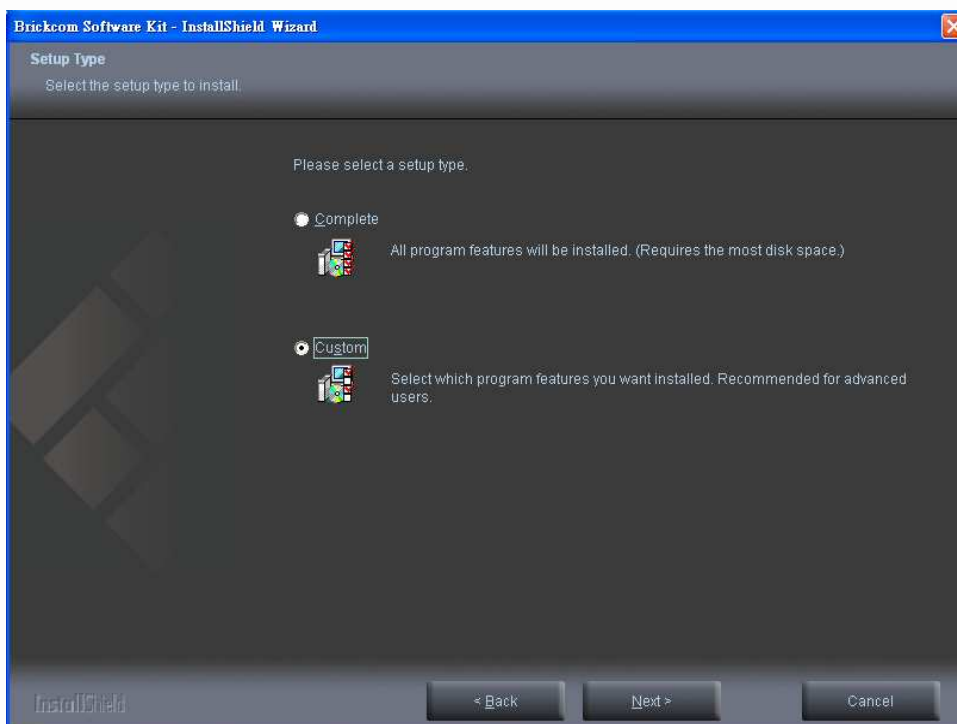 Brickcom Software Kit - InstallShield Wizard
Setup Type
Select the setup type to install.
Please select a setup type.
Complete
All program features will be installed. (Requires the most disk space.)
Custom
Select which program features you want installed. Recommended for advanced
users.
InstallShield
< Back
Next >
Cancel